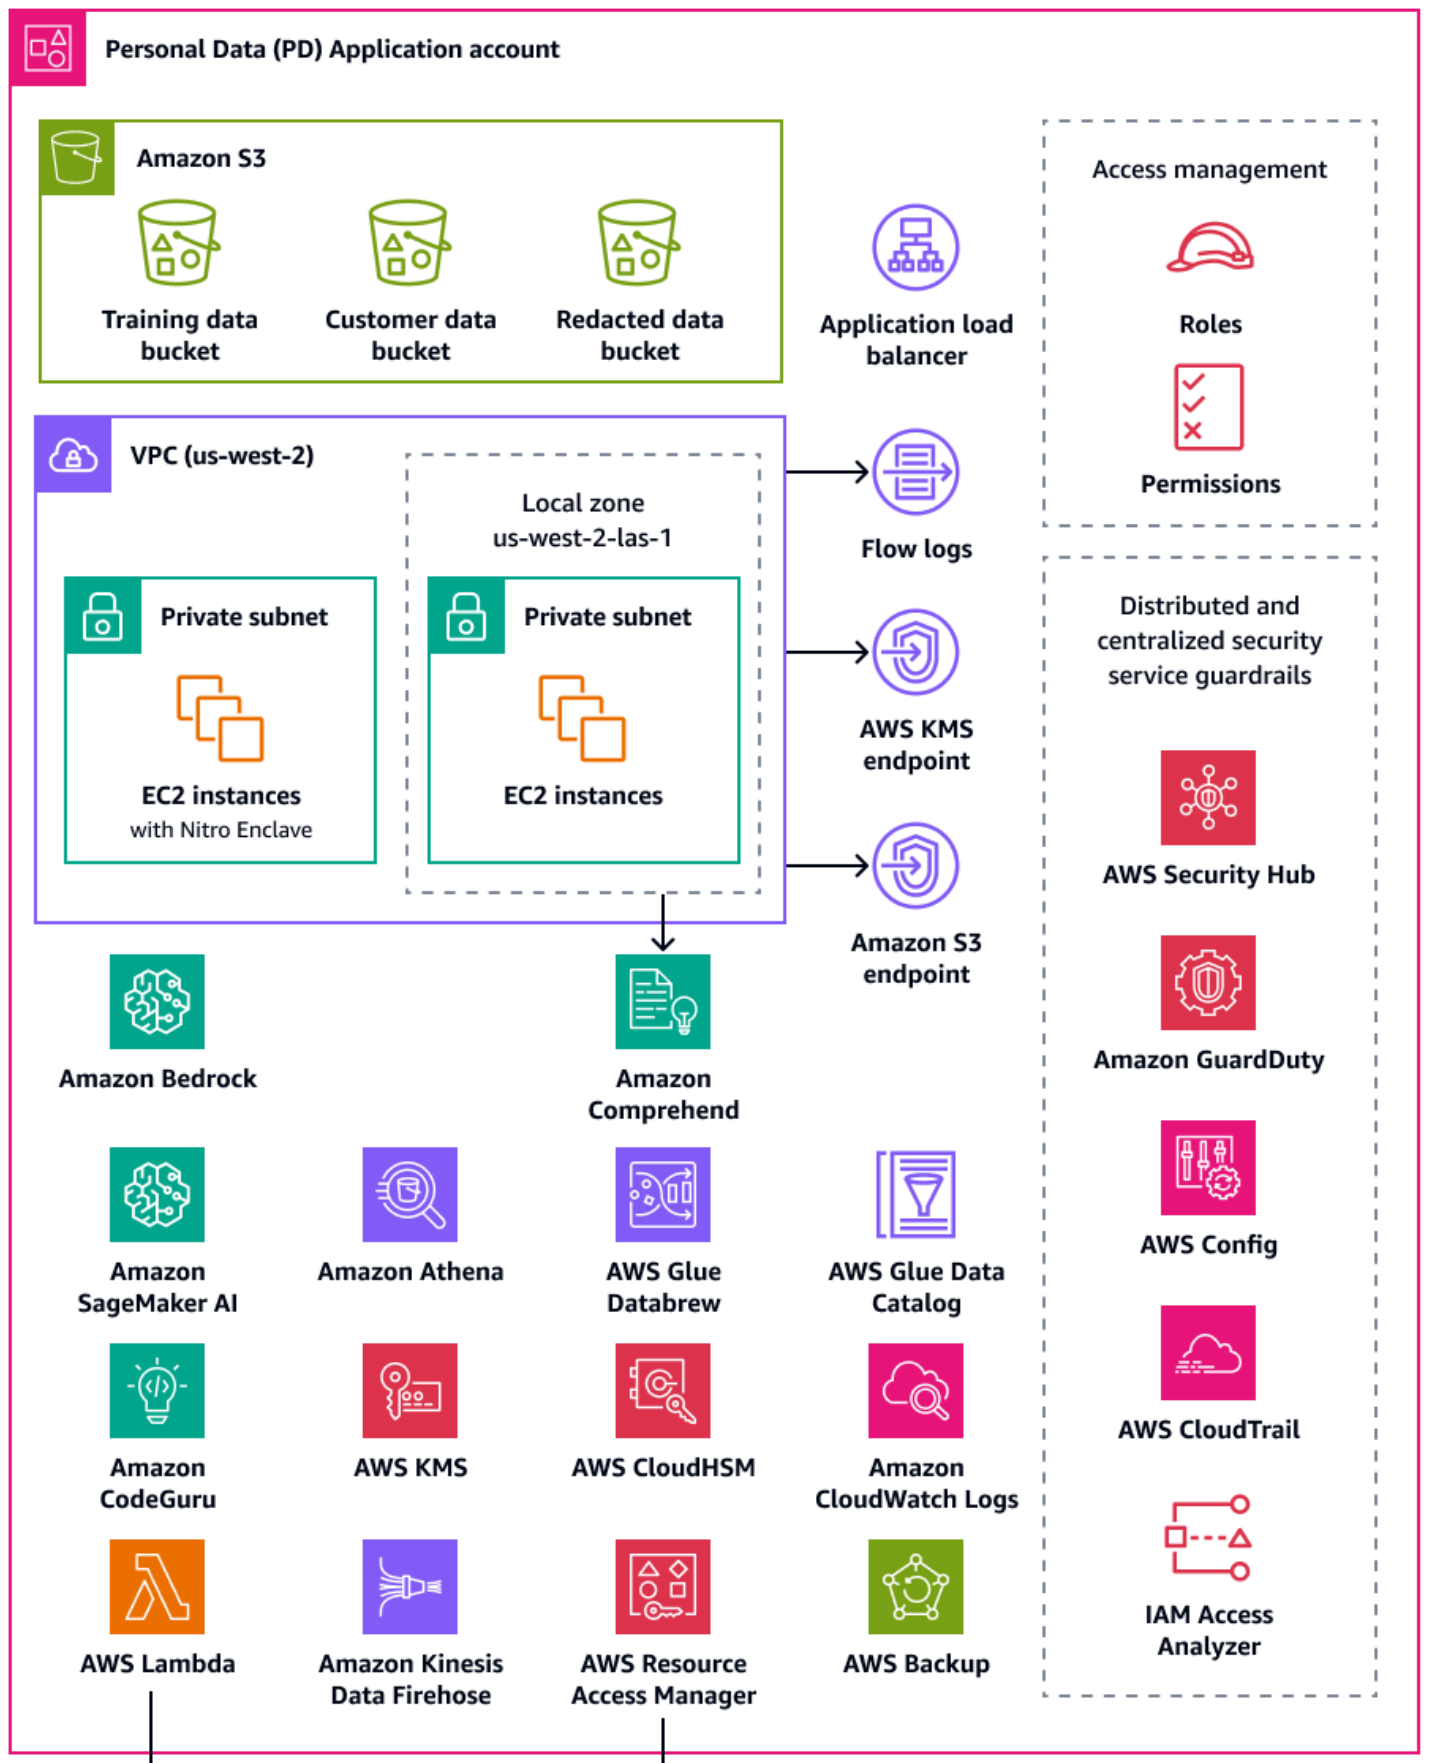 Personal Data (PD) Application account
Amazon S3
Training data
bucket
Customer data
bucket
Redacted data
bucket
Application load
balancer
Access management
Roles
Permissions
VPC (us-west-2)
Local zone
us-west-2-las-1
Private subnet
EC2 instances
with Nitro Enclave
Private subnet
EC2 instances
Flow logs
AWS KMS
endpoint
Amazon S3
endpoint
Distributed and
centralized security
service guardrails
AWS Security Hub
Amazon GuardDuty
AWS Config
AWS CloudTrail
IAM Access
Analyzer
Amazon Bedrock
Amazon
Comprehend
Amazon
SageMaker AI
Amazon Athena
AWS Glue
Databrew
AWS Glue Data
Catalog
Amazon
CodeGuru
AWS KMS
AWS CloudHSM
Amazon
CloudWatch Logs
AWS Lambda
Amazon Kinesis
Data Firehose
AWS Resource
Access Manager
AWS Backup